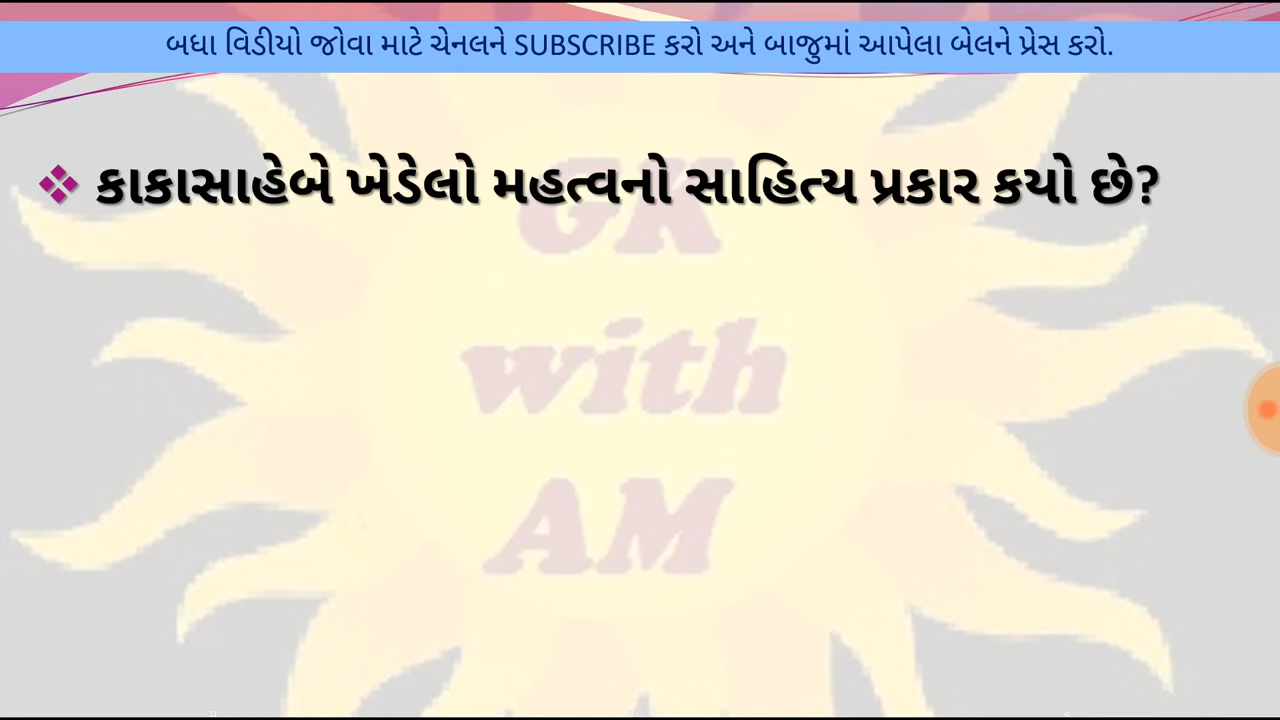 બધા વિડીયો જોવા માટે ચેનલને SUBSCRIBE કરો અને બાજુમાં આપેલા બેલને પ્રેસ કરો.
કાકાસાહેબે ખેડેલો મહત્વનો સાહિત્ય પ્રકાર કયો છે?
GK
with
AM